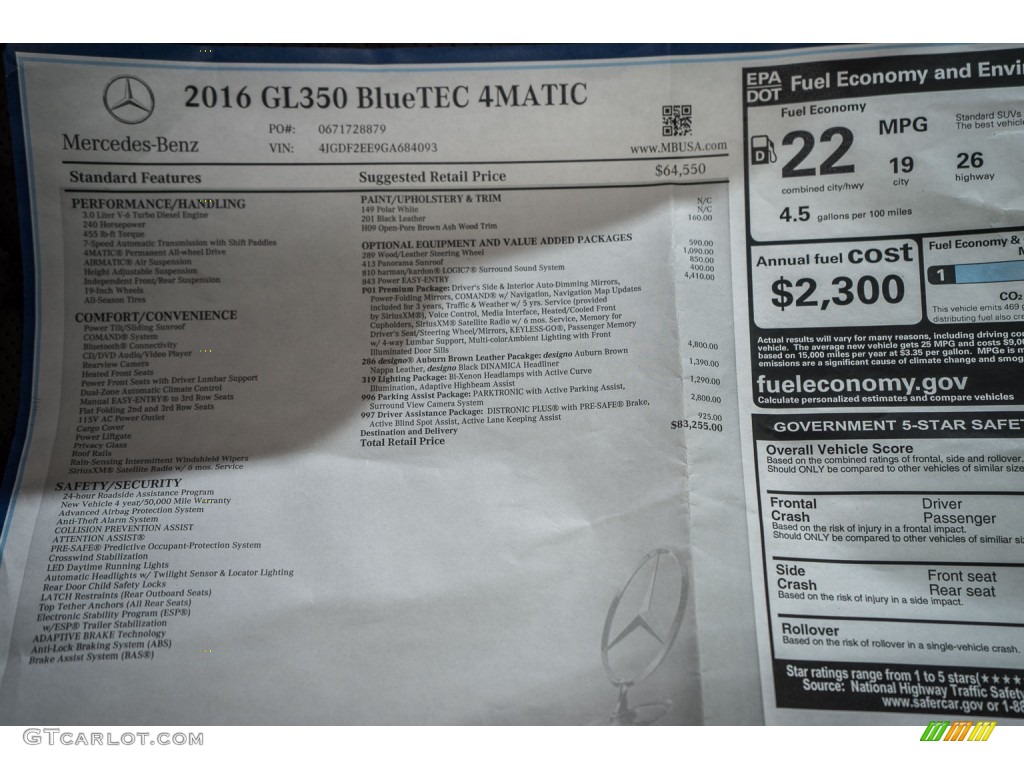 2016 GL350 BlueTEC 4MATIC
Mercedes-Benz
PO#: 0671728879
VIN: 4JGDF2EE9GA684093
www.MBUSA.com
Standard Features
Suggested Retail Price $64,550
PERFORMANCE/HANDLING
3.0 Liter V-6 Turbo Diesel Engine
240 Horsepower
455 lb-ft Torque
7-Speed Automatic Transmission with Shift Paddles
4MATIC® Permanent All-wheel Drive
AIRMATIC® Air Suspension
Height Adjustable Suspension
Independent Front/Rear Suspension
19-Inch Wheels
All-Season Tires
COMFORT/CONVENIENCE
Power Tilt/Sliding Sunroof
COMAND® System
Bluetooth® Connectivity
CD/DVD Audio/Video Player
Rearview Camera
Heated Front Seats
Power Front Seats with Driver Lumbar Support
Dual-Zone Automatic Climate Control
Manual EASY-ENTRY® to 3rd Row Seats
Flat Folding 2nd and 3rd Row Seats
115V AC Power Outlet
Cargo Cover
Power Liftgate
Privacy Glass
Roof Rails
Rain-Sensing Intermittent Windshield Wipers
SiriusXM® Satellite Radio w/ 6 mos. Service
SAFETY/SECURITY
24-hour Roadside Assistance Program
New Vehicle 4 year/50,000 Mile Warranty
Advanced Airbag Protection System
Anti-Theft Alarm System
COLLISION PREVENTION ASSIST
ATTENTION ASSIST®
PRE-SAFE® Predictive Occupant-Protection System
Crosswind Stabilization
LED Daytime Running Lights
Automatic Headlights w/ Twilight Sensor & Locator Lighting
Rear Door Child Safety Locks
LATCH Restraints (Rear Outboard Seats)
Top Tether Anchors (All Rear Seats)
Electronic Stability Program (ESP®)
w/ESP® Trailer Stabilization
ADAPTIVE BRAKE Technology
Anti-Lock Braking System (ABS)
Brake Assist System (BAS®)
PAINT/UPHOLSTERY & TRIM
149 Polar White N/C
201 Black Leather N/C
H09 Open-Pore Brown Ash Wood Trim 160.00
OPTIONAL EQUIPMENT AND VALUE ADDED PACKAGES
289 Wood/Leather Steering Wheel 590.00
413 Panorama Sunroof 1,090.00
810 harman/kardon® LOGIC7® Surround Sound System 850.00
843 Power EASY-ENTRY 400.00
P01 Premium Package: Driver's Side & Interior Auto-Dimming Mirrors, 4,410.00
Power-Folding Mirrors, COMAND® w/ Navigation, Navigation Map Updates
included for 3 years, Traffic & Weather w/ 5 yrs. Service (provided
by SiriusXM®), Voice Control, Media Interface, Heated/Cooled Front
Cupholders, SiriusXM® Satellite Radio w/ 6 mos. Service, Memory for
Driver's Seat/Steering Wheel/Mirrors, KEYLESS-GO®, Passenger Memory
w/ 4-way Lumbar Support, Multi-colorAmbient Lighting with Front
Illuminated Door Sills
286 designo® Auburn Brown Leather Pacakge: designo Auburn Brown 4,800.00
Nappa Leather, designo Black DINAMICA Headliner
319 Lighting Package: Bi-Xenon Headlamps with Active Curve 1,390.00
Illumination, Adaptive Highbeam Assist
996 Parking Assist Package: PARKTRONIC with Active Parking Assist, 1,290.00
Surround View Camera System
997 Driver Assistance Package: DISTRONIC PLUS® with PRE-SAFE® Brake, 2,800.00
Active Blind Spot Assist, Active Lane Keeping Assist
Destination and Delivery 925.00
Total Retail Price $83,255.00
EPA
DOT
Fuel Economy and Envi
Fuel Economy
D
22 MPG
Standard SUVs
The best vehicle
combined city/hwy
19
city
26
highway
4.5 gallons per 100 miles
Annual fuel cost
$2,300
Fuel Economy &
1
CO₂
This vehicle emits 469 g
distributing fuel also cre
Actual results will vary for many reasons, including driving co
vehicle. The average new vehicle gets 25 MPG and costs $9,0
based on 15,000 miles per year at $3.35 per gallon. MPGe is m
emissions are a significant cause of climate change and smog
fueleconomy.gov
Calculate personalized estimates and compare vehicles
GOVERNMENT 5-STAR SAFET
Overall Vehicle Score
Based on the combined ratings of frontal, side and rollover.
Should ONLY be compared to other vehicles of similar size
Frontal Driver
Crash Passenger
Based on the risk of injury in a frontal impact.
Should ONLY be compared to other vehicles of similar siz
Side Front seat
Crash Rear seat
Based on the risk of injury in a side impact.
Rollover
Based on the risk of rollover in a single-vehicle crash.
Star ratings range from 1 to 5 stars(★★★★
Source: National Highway Traffic Safety
www.safercar.gov or 1-88
GTCARLOT.COM